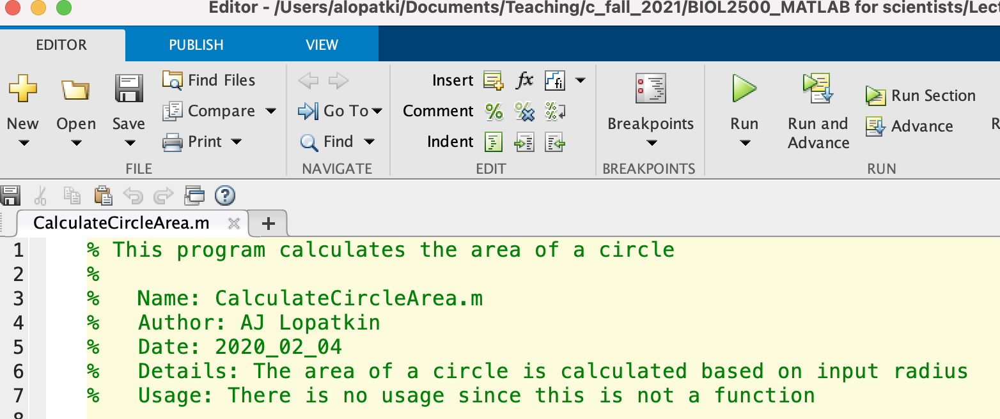 Editor - /Users/alopatki/Documents/Teaching/c_fall_2021/BIOL2500_MATLAB for scientists/Lect
EDITOR PUBLISH VIEW
New Open Save Find Files Compare Print
FILE
Go To Find
NAVIGATE
Insert fx fi
Comment % % %
Indent
EDIT
Breakpoints
BREAKPOINTS
Run Run and Advance Run Section Advance R
RUN
CalculateCircleArea.m +
1 % This program calculates the area of a circle
2 %
3 % Name: CalculateCircleArea.m
4 % Author: AJ Lopatkin
5 % Date: 2020_02_04
6 % Details: The area of a circle is calculated based on input radius
7 % Usage: There is no usage since this is not a function
8